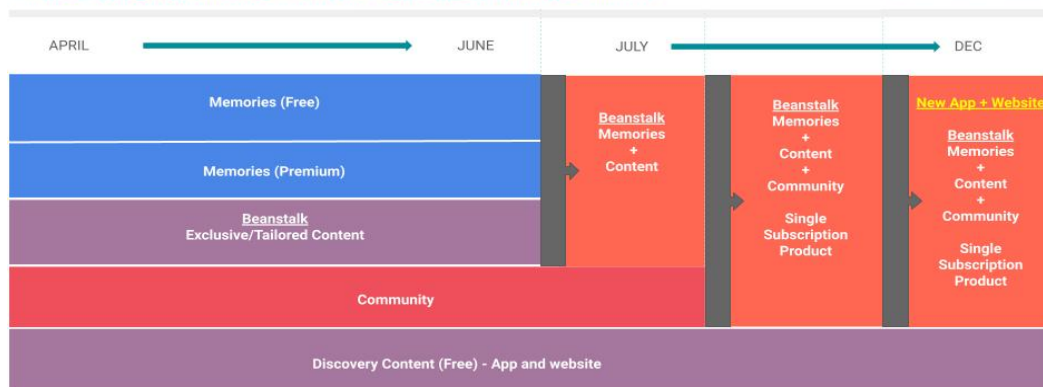 APRIL
JUNE
JULY
DEC
Memories (Free)
Memories (Premium)
Beanstalk
Exclusive/Tailored Content
Community
Discovery Content (Free) - App and website
Beanstalk
Memories
+
Content
Beanstalk
Memories
+
Content
+
Community
Single
Subscription
Product
New App + Website
Beanstalk
Memories
+
Content
+
Community
Single
Subscription
Product